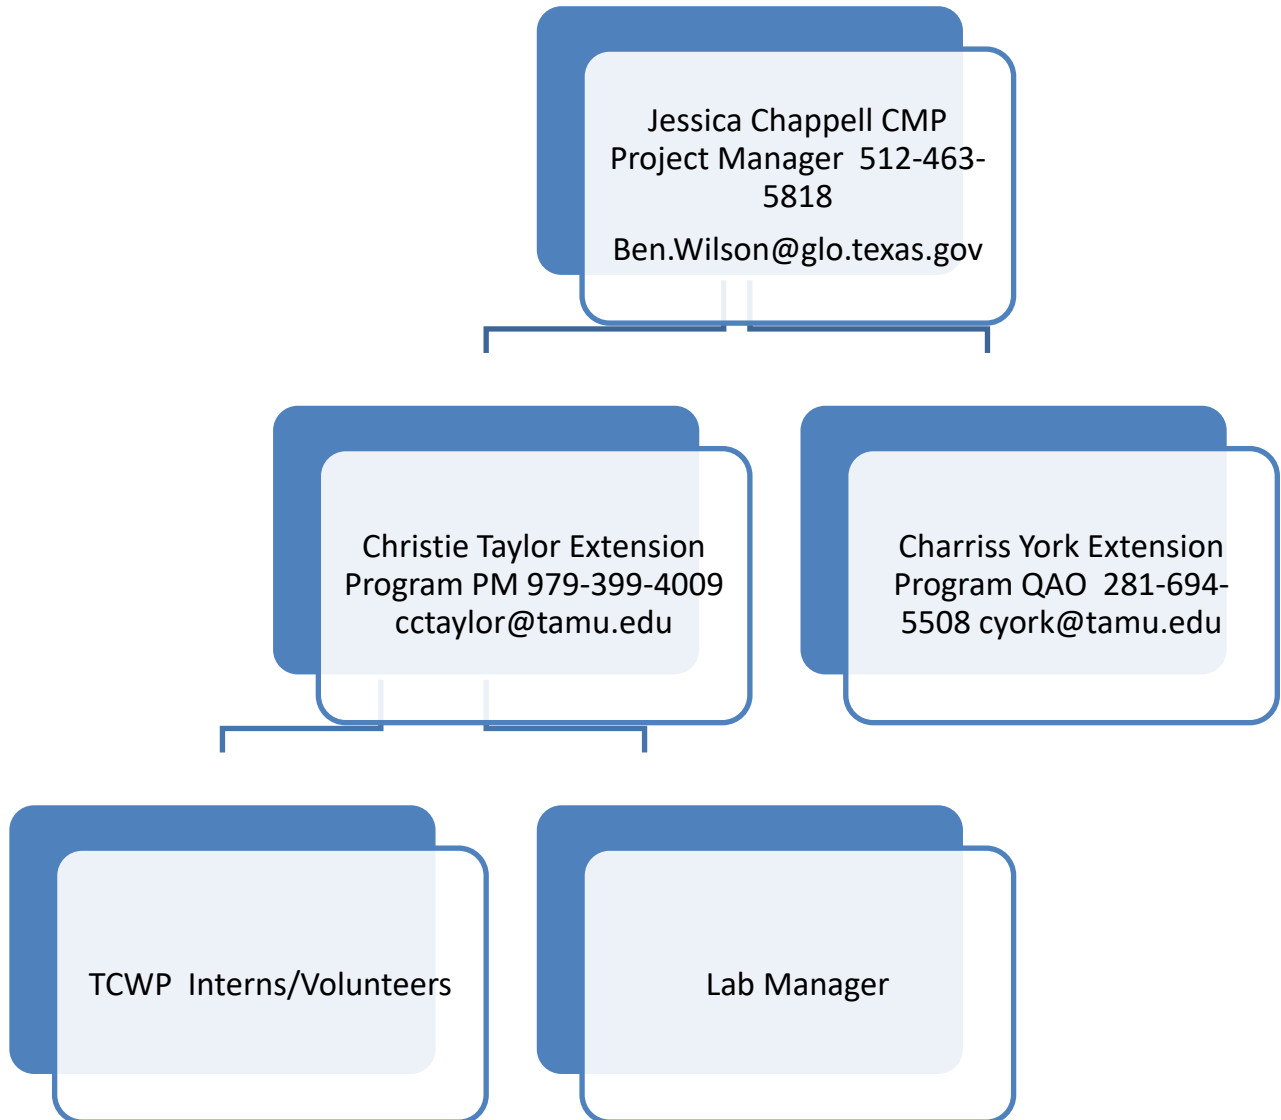 Jessica Chappell CMP
Project Manager  512-463-
5818
Ben.Wilson@glo.texas.gov
Christie Taylor Extension
Program PM 979-399-4009
cctaylor@tamu.edu
Charriss York Extension
Program QAO  281-694-
5508 cyork@tamu.edu
TCWP  Interns/Volunteers
Lab Manager